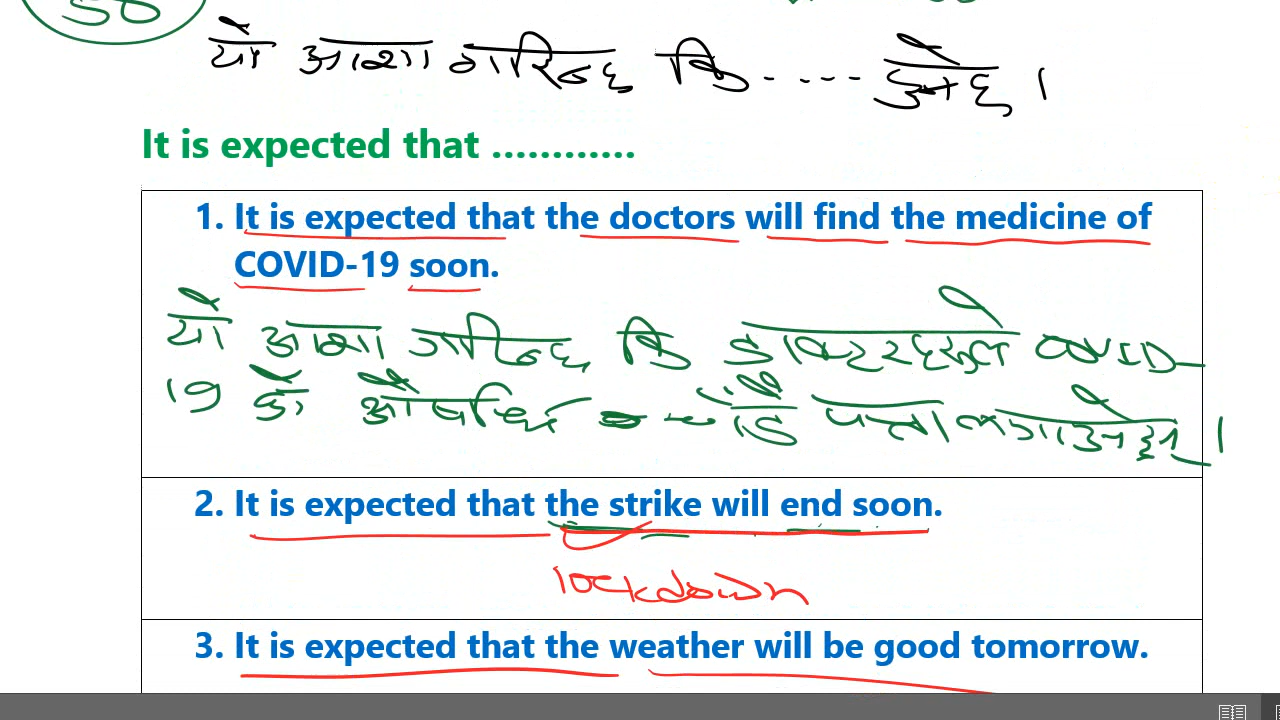 58
यो आशा गरिन्छ कि ..... हुनेछ ।
It is expected that ............
1. It is expected that the doctors will find the medicine of
COVID-19 soon.
यो आशा गरिन्छ कि डाक्टरहरूले COVID-
19 को औषधि पत्ता लगाउनेछन् ।
2. It is expected that the strike will end soon.
lockdown
3. It is expected that the weather will be good tomorrow.